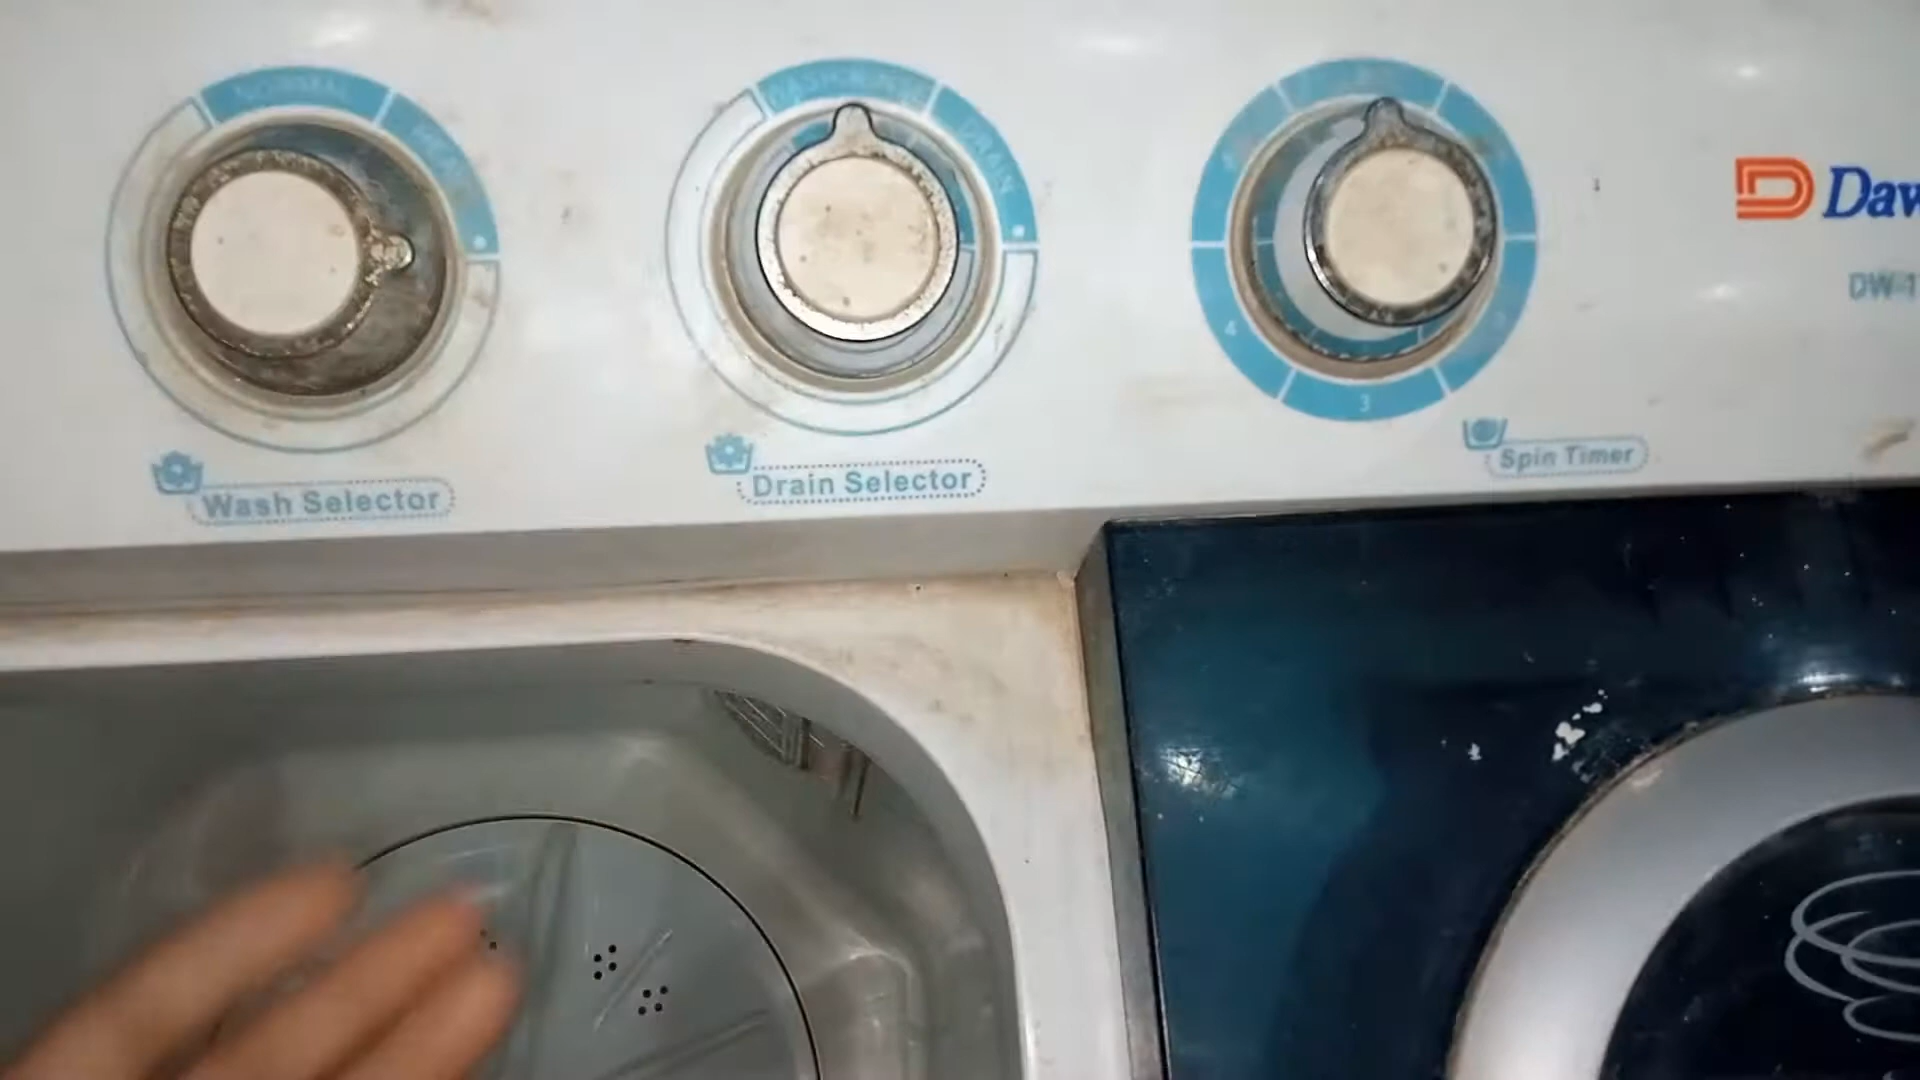 NORMAL
DRAIN
4
3
Daw
DW-1
Wash Selector
Drain Selector
Spin Timer